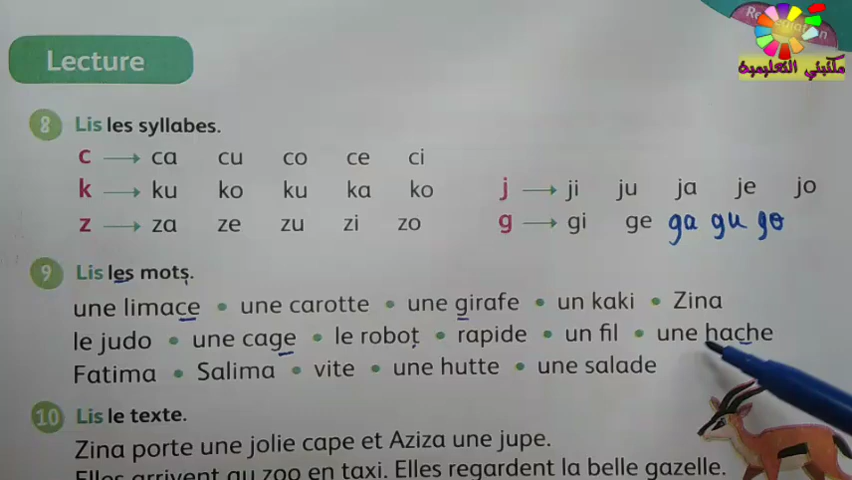 Remédiation
مكتبتي التعليمية
Lecture
8 Lis les syllabes.
c → ca cu co ce ci
k → ku ko ku ka ko
j → ji ju ja je jo
z → za ze zu zi zo
g → gi ge ga gu go
9 Lis les mots.
une limace • une carotte • une girafe • un kaki • Zina
le judo • une cage • le robot • rapide • un fil • une hache
Fatima • Salima • vite • une hutte • une salade
10 Lis le texte.
Zina porte une jolie cape et Aziza une jupe.
Elles arrivent au zoo en taxi. Elles regardent la belle gazelle.